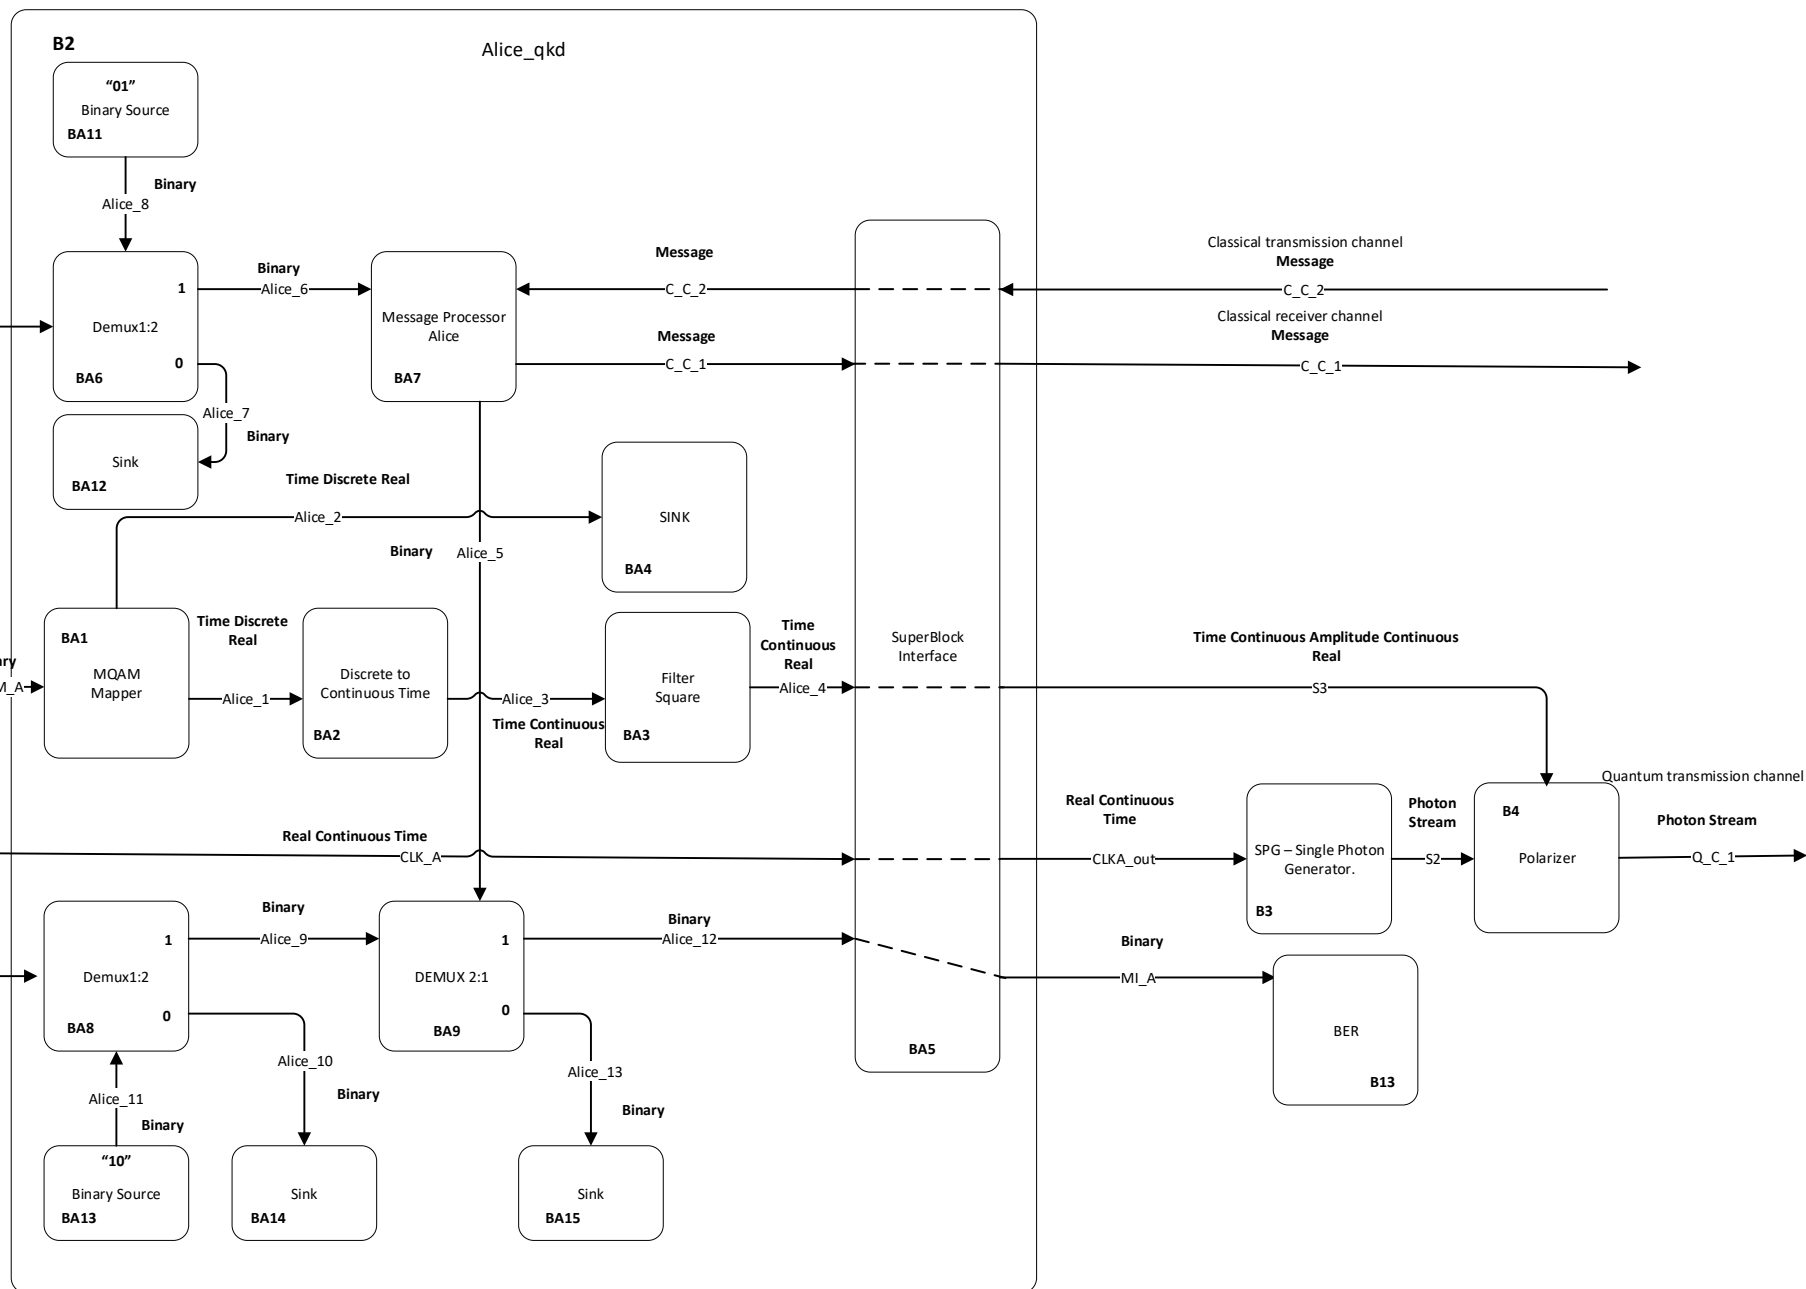 B2
Alice_qkd
“01”
Binary Source
BA11
Binary
Alice_8
1
Demux1:2
0
BA6
Binary
Alice_6
Message Processor
Alice
BA7
Message
C_C_2
Message
C_C_1
Classical transmission channel
Message
C_C_2
Classical receiver channel
Message
C_C_1
Alice_7
Binary
Sink
BA12
Time Discrete Real
Alice_2
SINK
BA4
Binary
Alice_5
ary
M_A
BA1
MQAM
Mapper
Time Discrete
Real
Alice_1
Discrete to
Continuous Time
BA2
Alice_3
Time Continuous
Real
Filter
Square
BA3
Time
Continuous
Real
Alice_4
SuperBlock
Interface
BA5
Time Continuous Amplitude Continuous
Real
S3
Real Continuous Time
CLK_A
Real Continuous
Time
CLKA_out
SPG – Single Photon
Generator.
B3
Photon
Stream
S2
B4
Polarizer
Quantum transmission channel
Photon Stream
Q_C_1
1
Demux1:2
0
BA8
Binary
Alice_9
1
DEMUX 2:1
0
BA9
Binary
Alice_12
Binary
MI_A
BER
B13
Alice_11
Binary
“10”
Binary Source
BA13
Alice_10
Binary
Sink
BA14
Alice_13
Binary
Sink
BA15